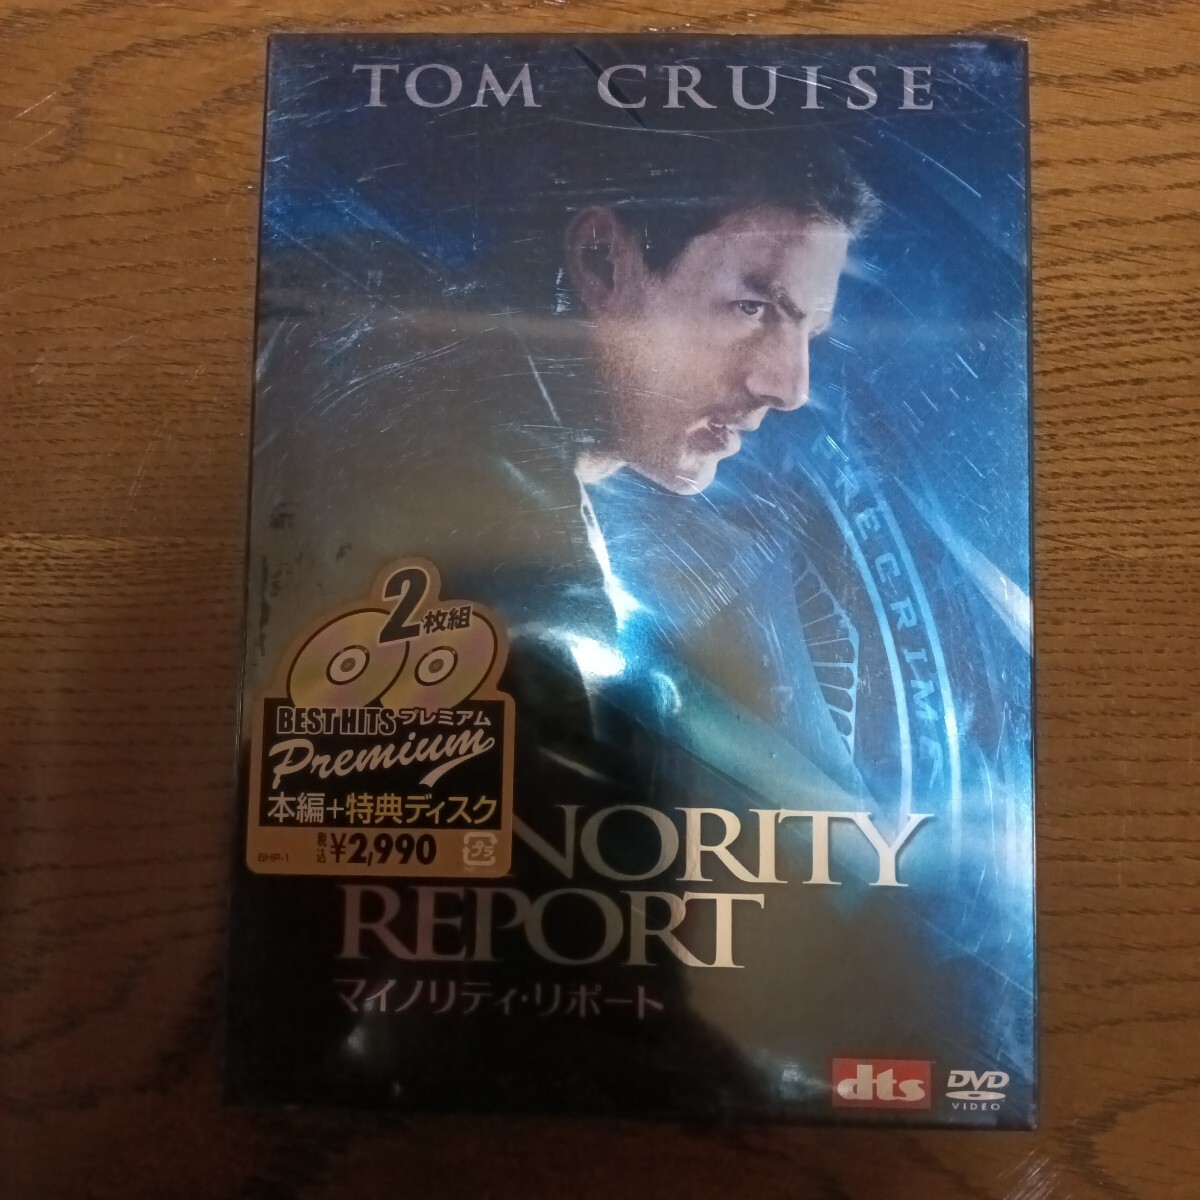 TOM CRUISE
PRECRIME
2枚組
BEST HITS プレミアム
Premium
本編+特典ディスク
BHP-1 税込 ¥2,990 プラ
NORITY
REPORT
マイノリティ・リポート
dts DVD
VIDEO